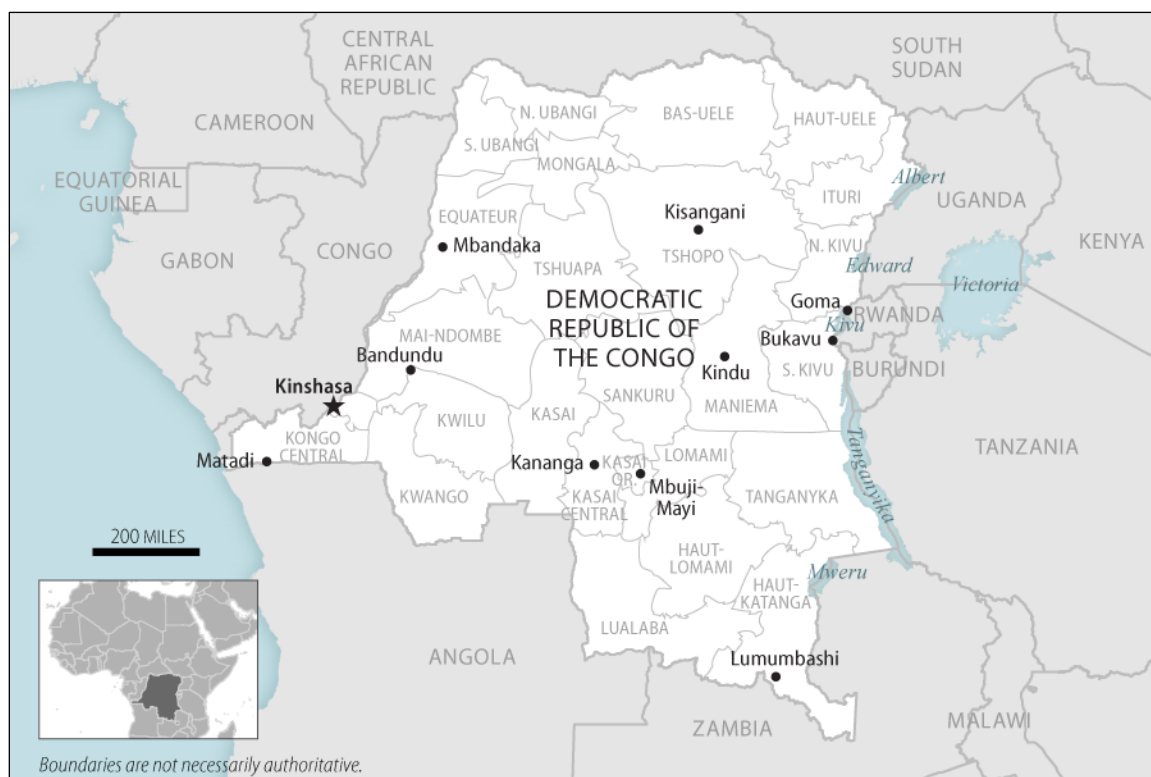 CENTRAL
AFRICAN
REPUBLIC
SOUTH
SUDAN
CAMEROON
N. UBANGI
BAS-UELE
HAUT-UELE
S. UBANGI
MONGALA
EQUATORIAL
GUINEA
Albert
ITURI
UGANDA
KENYA
EQUATEUR
Kisangani
Mbandaka
CONGO
GABON
TSHUAPA
TSHOPO
N. KIVU
Edward
Victoria
DEMOCRATIC
REPUBLIC OF
THE CONGO
Goma
RWANDA
Kivu
MAI-NDOMBE
Bandundu
Bukavu
Kindu
S. KIVU
BURUNDI
Kinshasa
SANKURU
MANIEMA
KASAI
KWILU
KONGO
CENTRAL
Matadi
TANZANIA
Tanganyika
Kananga
KASAI
OR.
LOMAMI
Mbuji-
Mayi
KWANGO
KASAI
CENTRAL
TANGANYIKA
200 MILES
HAUT-
LOMAMI
Mweru
HAUT-
KATANGA
LUALABA
ANGOLA
Lumumbashi
ZAMBIA
MALAWI
Boundaries are not necessarily authoritative.